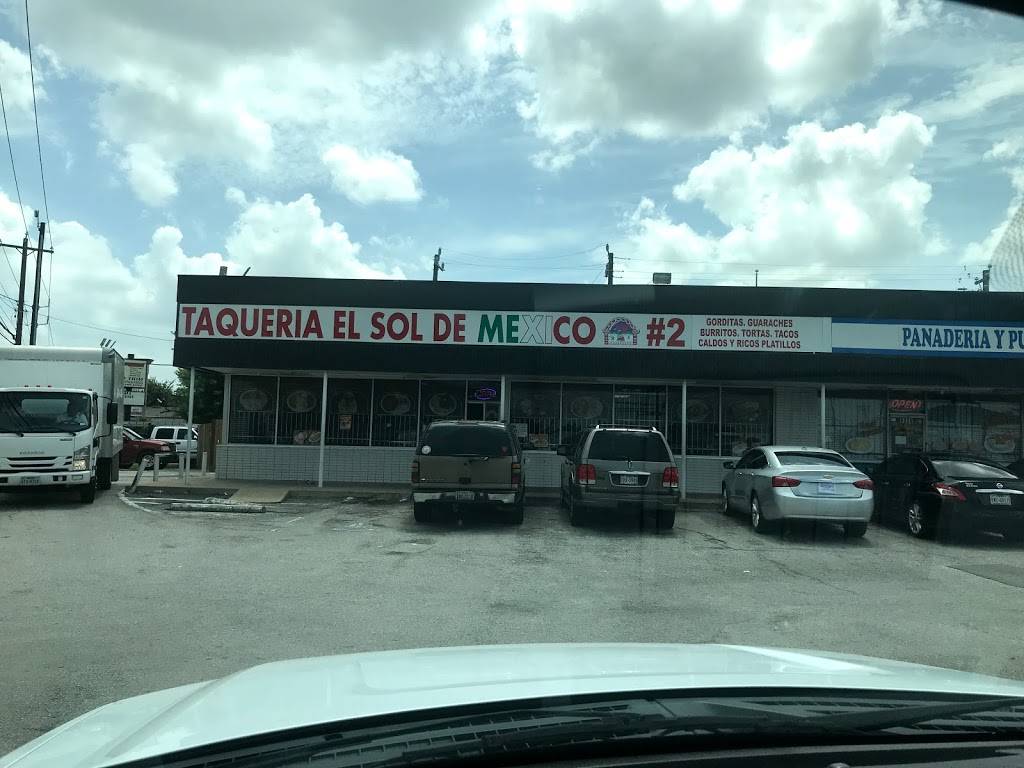 TAQUERIA EL SOL DE MEXICO #2
GORDITAS, GUARACHES
BURRITOS, TORTAS, TACOS
CALDOS Y RICOS PLATILLOS
PANADERIA Y PU
OPEN